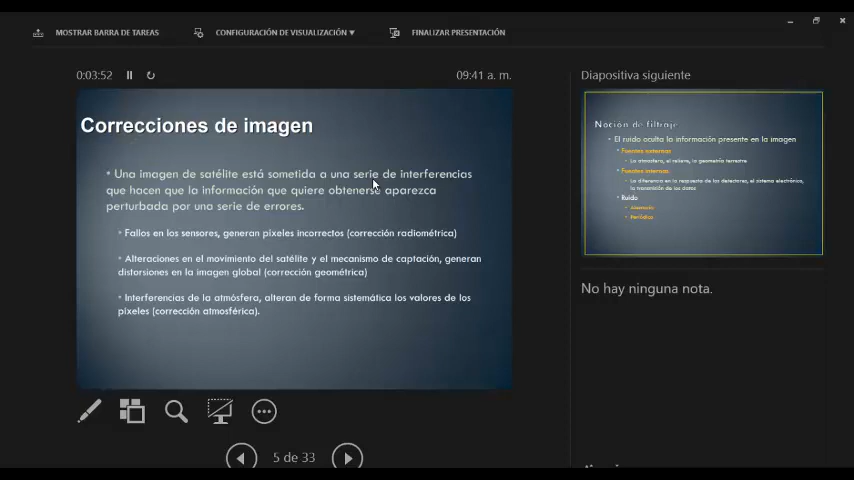 MOSTRAR BARRA DE TAREAS
CONFIGURACIÓN DE VISUALIZACIÓN ▼
FINALIZAR PRESENTACIÓN
0:03:52
09:41 a. m.
Correcciones de imagen
• Una imagen de satélite está sometida a una serie de interferencias
que hacen que la información que quiere obtenerse aparezca
perturbada por una serie de errores.
• Fallos en los sensores, generan pixeles incorrectos (corrección radiométrica)
• Alteraciones en el movimiento del satélite y el mecanismo de captación, generan
distorsiones en la imagen global (corrección geométrica)
• Interferencias de la atmósfera, alteran de forma sistemática los valores de los
pixeles (corrección atmosférica).
5 de 33
Diapositiva siguiente
Noción de filtraje
• El ruido oculta la información presente en la imagen
• Fuentes externas
• La atmosfera, el relieve, la geometría terrestre
• Fuentes internas
• La diferencia en la respuesta de los detectores, el sistema electrónico,
la transmisión de los datos
• Ruido
• Aleatorio
• Periódico
No hay ninguna nota.